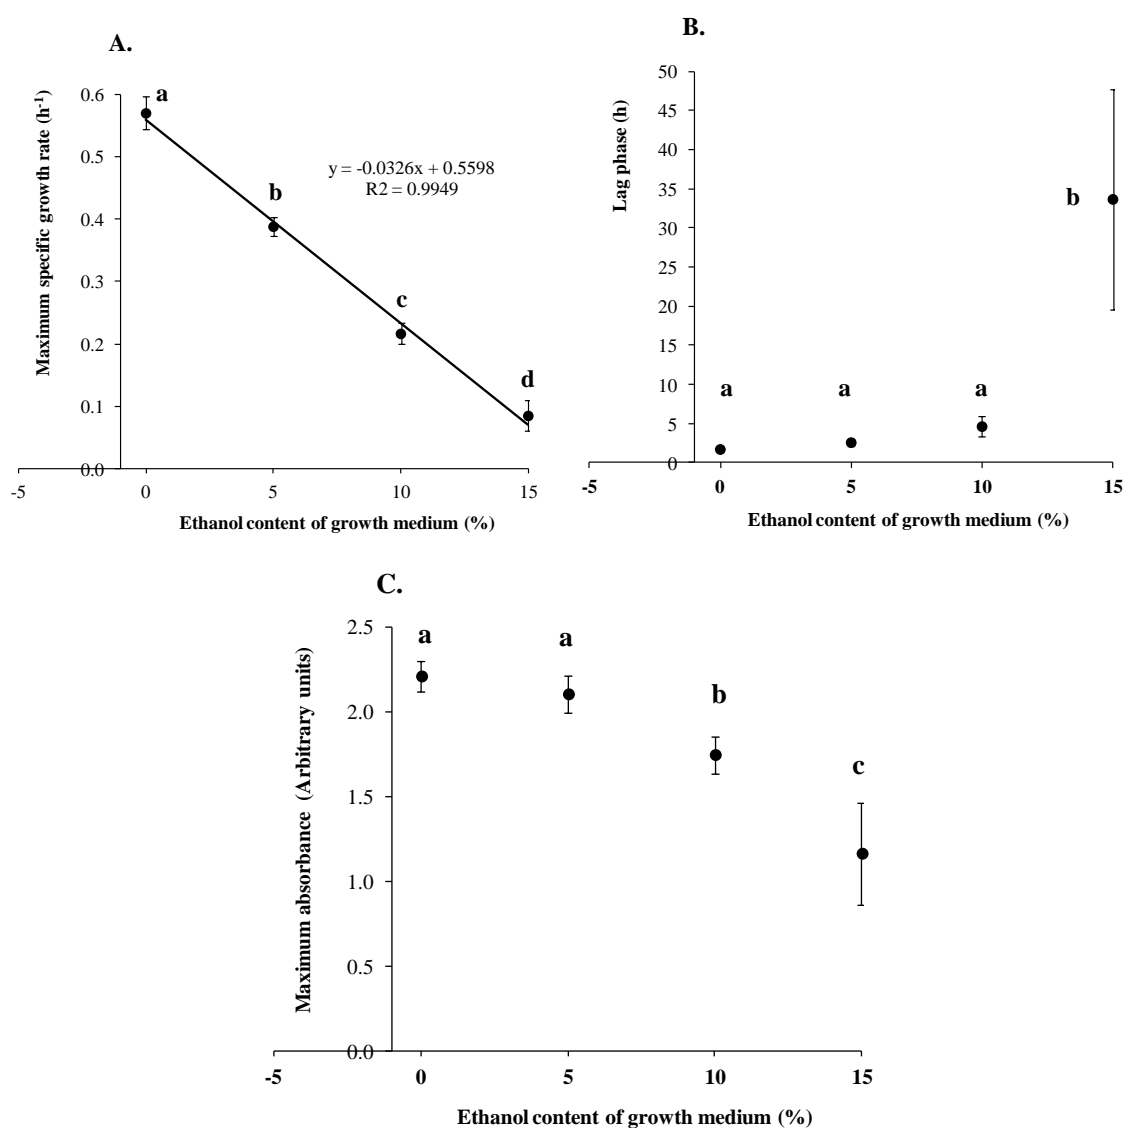 A.
Maximum specific growth rate (h-1)
0.6
0.5
0.4
0.3
0.2
0.1
0.0
a
b
c
d
y = -0.0326x + 0.5598
R2 = 0.9949
-5 0 5 10 15
Ethanol content of growth medium (%)
B.
Lag phase (h)
50
45
40
35
30
25
20
15
10
5
0
a a a
b
-5 0 5 10 15
Ethanol content of growth medium (%)
C.
Maximum absorbance (Arbitrary units)
2.5
2.0
1.5
1.0
0.5
0.0
a a
b
c
-5 0 5 10 15
Ethanol content of growth medium (%)